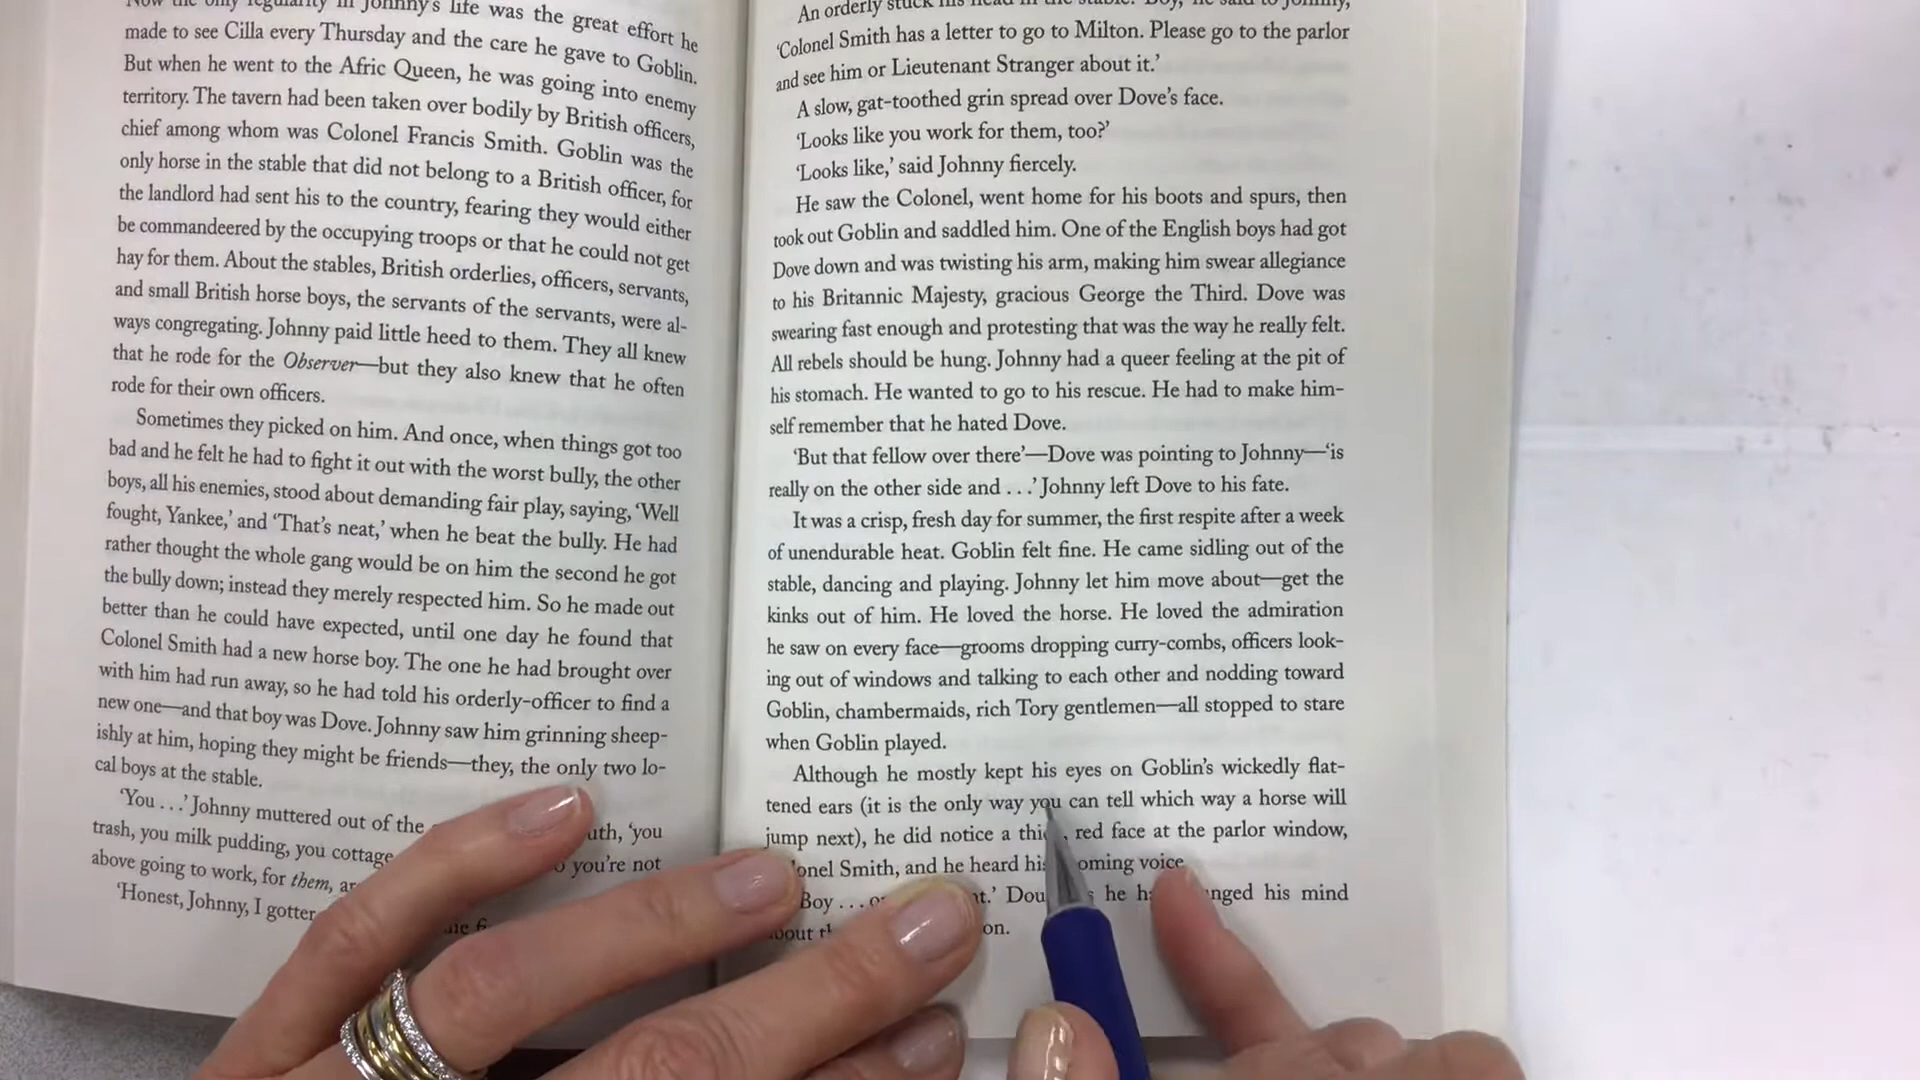 Now the only regularity in Johnny's life was the great effort he
made to see Cilla every Thursday and the care he gave to Goblin.
But when he went to the Afric Queen, he was going into enemy
territory. The tavern had been taken over bodily by British officers,
chief among whom was Colonel Francis Smith. Goblin was the
only horse in the stable that did not belong to a British officer, for
the landlord had sent his to the country, fearing they would either
be commandeered by the occupying troops or that he could not get
hay for them. About the stables, British orderlies, officers, servants,
and small British horse boys, the servants of the servants, were al-
ways congregating. Johnny paid little heed to them. They all knew
that he rode for the Observer—but they also knew that he often
rode for their own officers.
Sometimes they picked on him. And once, when things got too
bad and he felt he had to fight it out with the worst bully, the other
boys, all his enemies, stood about demanding fair play, saying, 'Well
fought, Yankee,' and 'That's neat,' when he beat the bully. He had
rather thought the whole gang would be on him the second he got
the bully down; instead they merely respected him. So he made out
better than he could have expected, until one day he found that
Colonel Smith had a new horse boy. The one he had brought over
with him had run away, so he had told his orderly-officer to find a
new one—and that boy was Dove. Johnny saw him grinning sheep-
ishly at him, hoping they might be friends—they, the only two lo-
cal boys at the stable.
'You . . .' Johnny muttered out of the 'you
trash, you milk pudding, you cottage you're not
above going to work, for them,
'Honest, Johnny, I gotter
An orderly stuck his head in the stable. 'Boy,' he said to Johnny,
'Colonel Smith has a letter to go to Milton. Please go to the parlor
and see him or Lieutenant Stranger about it.'
A slow, gat-toothed grin spread over Dove's face.
'Looks like you work for them, too?'
'Looks like,' said Johnny fiercely.
He saw the Colonel, went home for his boots and spurs, then
took out Goblin and saddled him. One of the English boys had got
Dove down and was twisting his arm, making him swear allegiance
to his Britannic Majesty, gracious George the Third. Dove was
swearing fast enough and protesting that was the way he really felt.
All rebels should be hung. Johnny had a queer feeling at the pit of
his stomach. He wanted to go to his rescue. He had to make him-
self remember that he hated Dove.
'But that fellow over there'—Dove was pointing to Johnny—'is
really on the other side and . . .' Johnny left Dove to his fate.
It was a crisp, fresh day for summer, the first respite after a week
of unendurable heat. Goblin felt fine. He came sidling out of the
stable, dancing and playing. Johnny let him move about—get the
kinks out of him. He loved the horse. He loved the admiration
he saw on every face—grooms dropping curry-combs, officers look-
ing out of windows and talking to each other and nodding toward
Goblin, chambermaids, rich Tory gentlemen—all stopped to stare
when Goblin played.
Although he mostly kept his eyes on Goblin's wickedly flat-
tened ears (it is the only way you can tell which way a horse will
jump next), he did notice a red face at the parlor window,
Smith, and he heard voice
Boy . . . he his mind